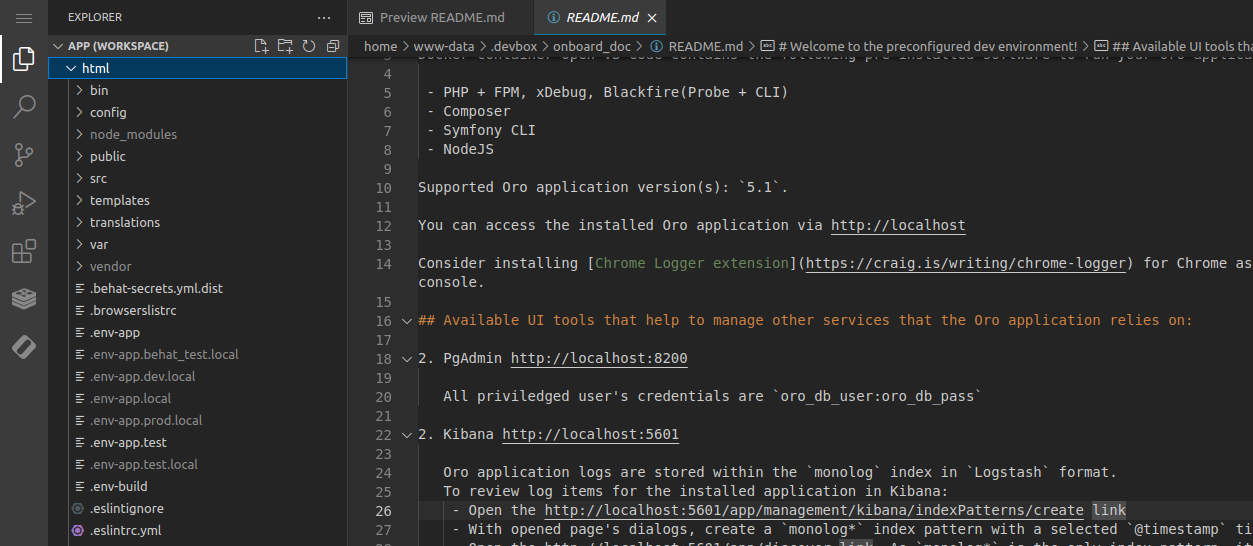 EXPLORER
APP (WORKSPACE)
html
bin
config
node_modules
public
src
templates
translations
var
vendor
.behat-secrets.yml.dist
.browserslistrc
.env-app
.env-app.behat_test.local
.env-app.dev.local
.env-app.local
.env-app.prod.local
.env-app.test
.env-app.test.local
.env-build
.eslintignore
.eslintrc.yml
Preview README.md
README.md
home > www-data > .devbox > onboard_doc > README.md > # Welcome to the preconfigured dev environment! > ## Available UI tools tha
4
5 - PHP + FPM, xDebug, Blackfire(Probe + CLI)
6 - Composer
7 - Symfony CLI
8 - NodeJS
9
10 Supported Oro application version(s): `5.1`.
11
12 You can access the installed Oro application via http://localhost
13
14 Consider installing [Chrome Logger extension](https://craig.is/writing/chrome-logger) for Chrome as
console.
15
16 ## Available UI tools that help to manage other services that the Oro application relies on:
17
18 2. PgAdmin http://localhost:8200
19
20 All priviledged user's credentials are `oro_db_user:oro_db_pass`
21
22 2. Kibana http://localhost:5601
23
24 Oro application logs are stored within the `monolog` index in `Logstash` format.
25 To review log items for the installed application in Kibana:
26 - Open the http://localhost:5601/app/management/kibana/indexPatterns/create link
27 - With opened page's dialogs, create a `monolog*` index pattern with a selected `@timestamp` ti